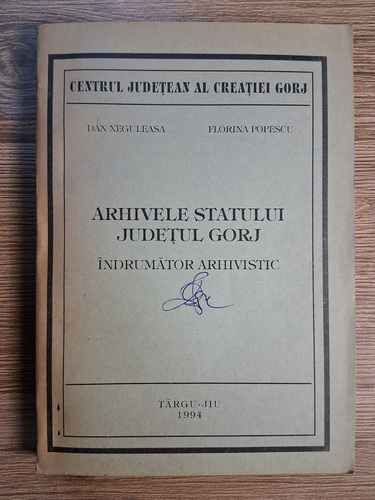 CENTRUL JUDEȚEAN AL CREAȚIEI GORJ
DAN NEGULEASA FLORINA POPESCU
ARHIVELE STATULUI
JUDEȚUL GORJ
ÎNDRUMĂTOR ARHIVISTIC
TÂRGU-JIU
1994